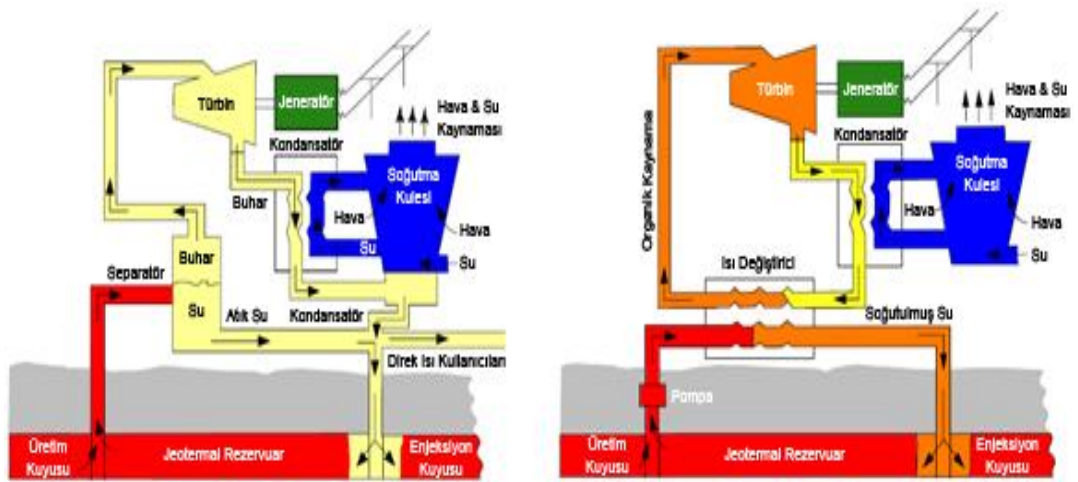 Türbin
Jeneratör
Hava & Su
Kaynaması
Kondansatör
Soğutma
Kulesi
Buhar
Hava
Hava
Su
Su
Buhar
Separatör
Su
Atık Su
Kondansatör
Direk Isı Kullanıcıları
Üretim
Kuyusu
Jeotermal Rezervuar
Enjeksiyon
Kuyusu
Türbin
Jeneratör
Hava & Su
Kaynaması
Kondansatör
Soğutma
Kulesi
Organik Kaynama
Hava
Hava
Su
Isı Değiştirici
Soğutulmuş Su
Pompa
Üretim
Kuyusu
Jeotermal Rezervuar
Enjeksiyon
Kuyusu